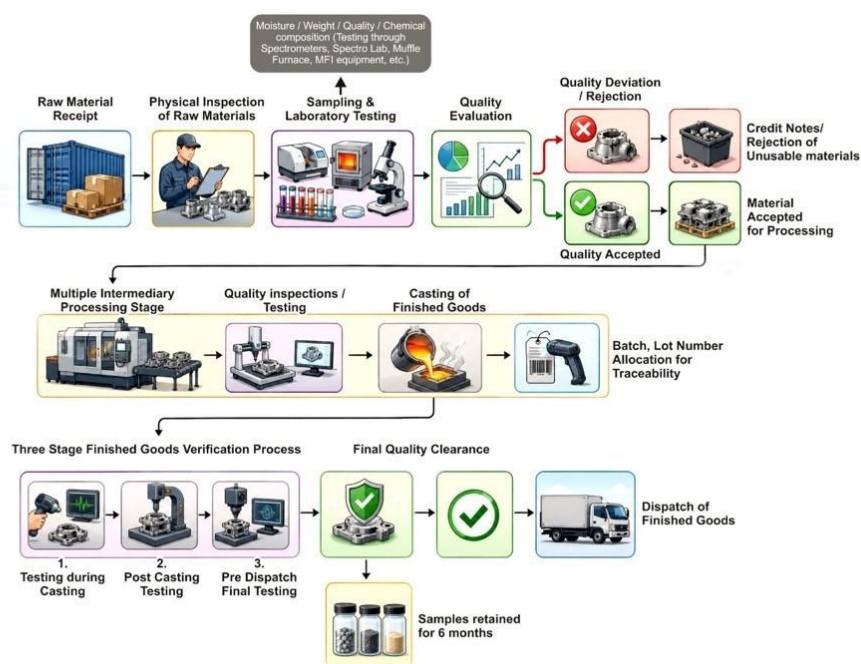 Moisture / Weight / Quality / Chemical
composition (Testing through
Spectrometers, Spectro Lab, Muffle
Furnace, MFI equipment, etc.)
Raw Material
Receipt
Physical Inspection
of Raw Materials
Sampling &
Laboratory Testing
Quality
Evaluation
Quality Deviation
/ Rejection
Credit Notes/
Rejection of
Unusable materials
Quality Accepted
Material
Accepted
for Processing
Multiple Intermediary
Processing Stage
Quality inspections /
Testing
Casting of
Finished Goods
Batch, Lot Number
Allocation for
Traceability
Three Stage Finished Goods Verification Process
Final Quality Clearance
1.
Testing during
Casting
2.
Post Casting
Testing
3.
Pre Dispatch
Final Testing
Dispatch of
Finished Goods
Samples retained
for 6 months